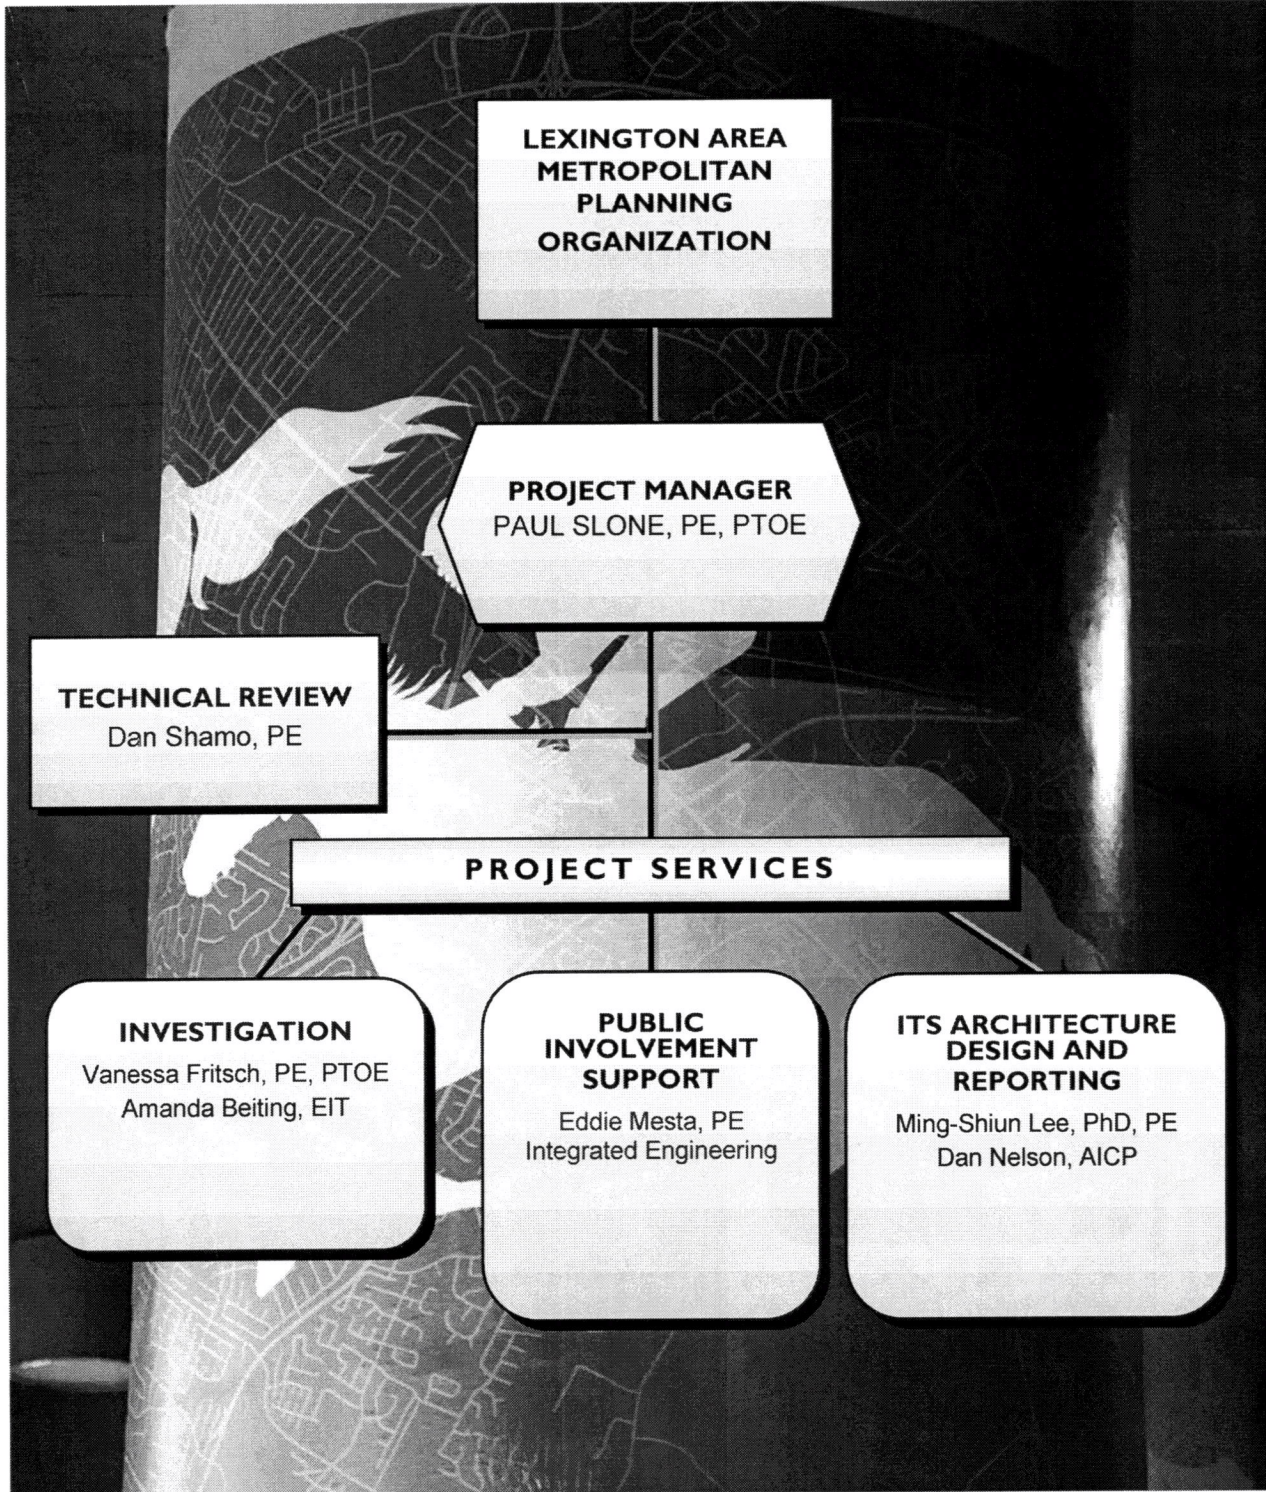 LEXINGTON AREA
METROPOLITAN
PLANNING
ORGANIZATION
PROJECT MANAGER
PAUL SLONE, PE, PTOE
TECHNICAL REVIEW
Dan Shamo, PE
PROJECT SERVICES
INVESTIGATION
Vanessa Fritsch, PE, PTOE
Amanda Beiting, EIT
PUBLIC
INVOLVEMENT
SUPPORT
Eddie Mesta, PE
Integrated Engineering
ITS ARCHITECTURE
DESIGN AND
REPORTING
Ming-Shiun Lee, PhD, PE
Dan Nelson, AICP